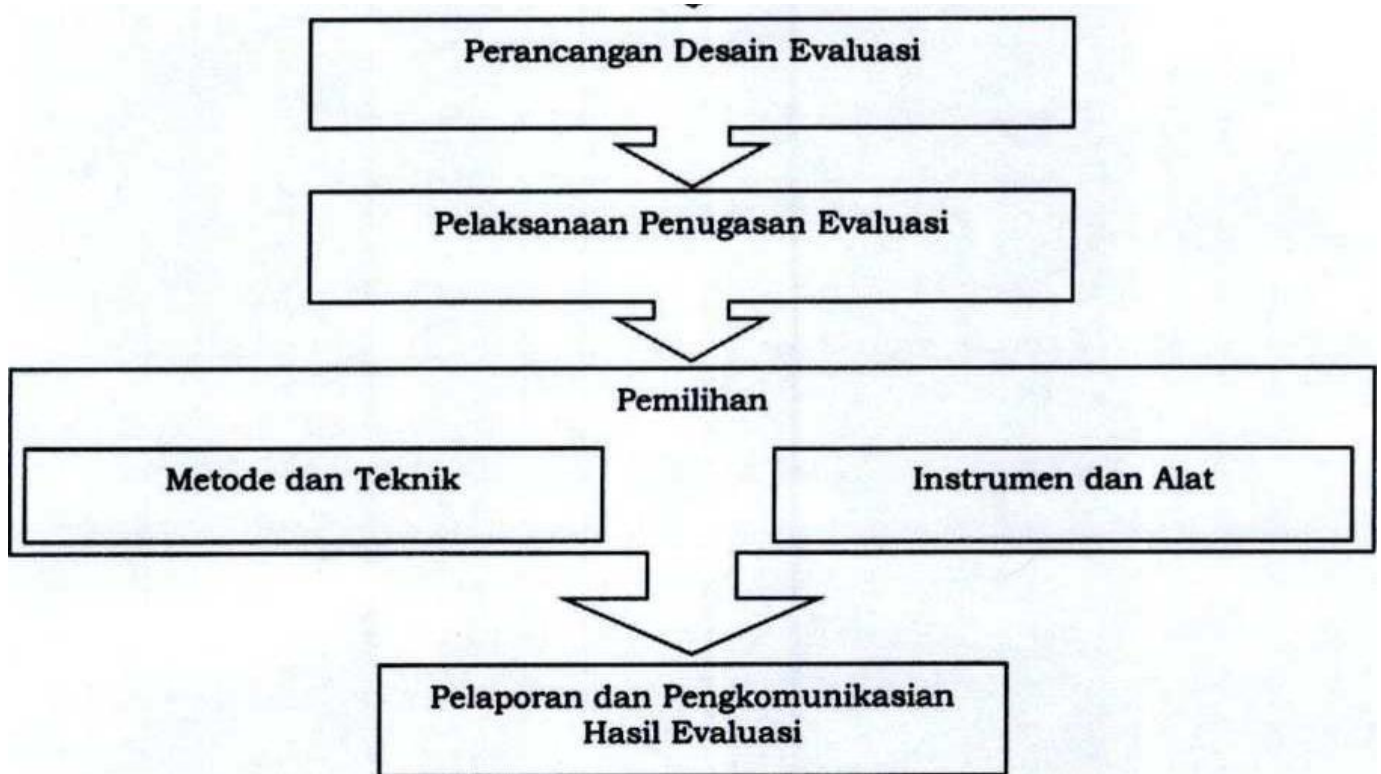 Perancangan Desain Evaluasi
Pelaksanaan Penugasan Evaluasi
Pemilihan
Metode dan Teknik
Instrumen dan Alat
Pelaporan dan Pengkomunikasian
Hasil Evaluasi